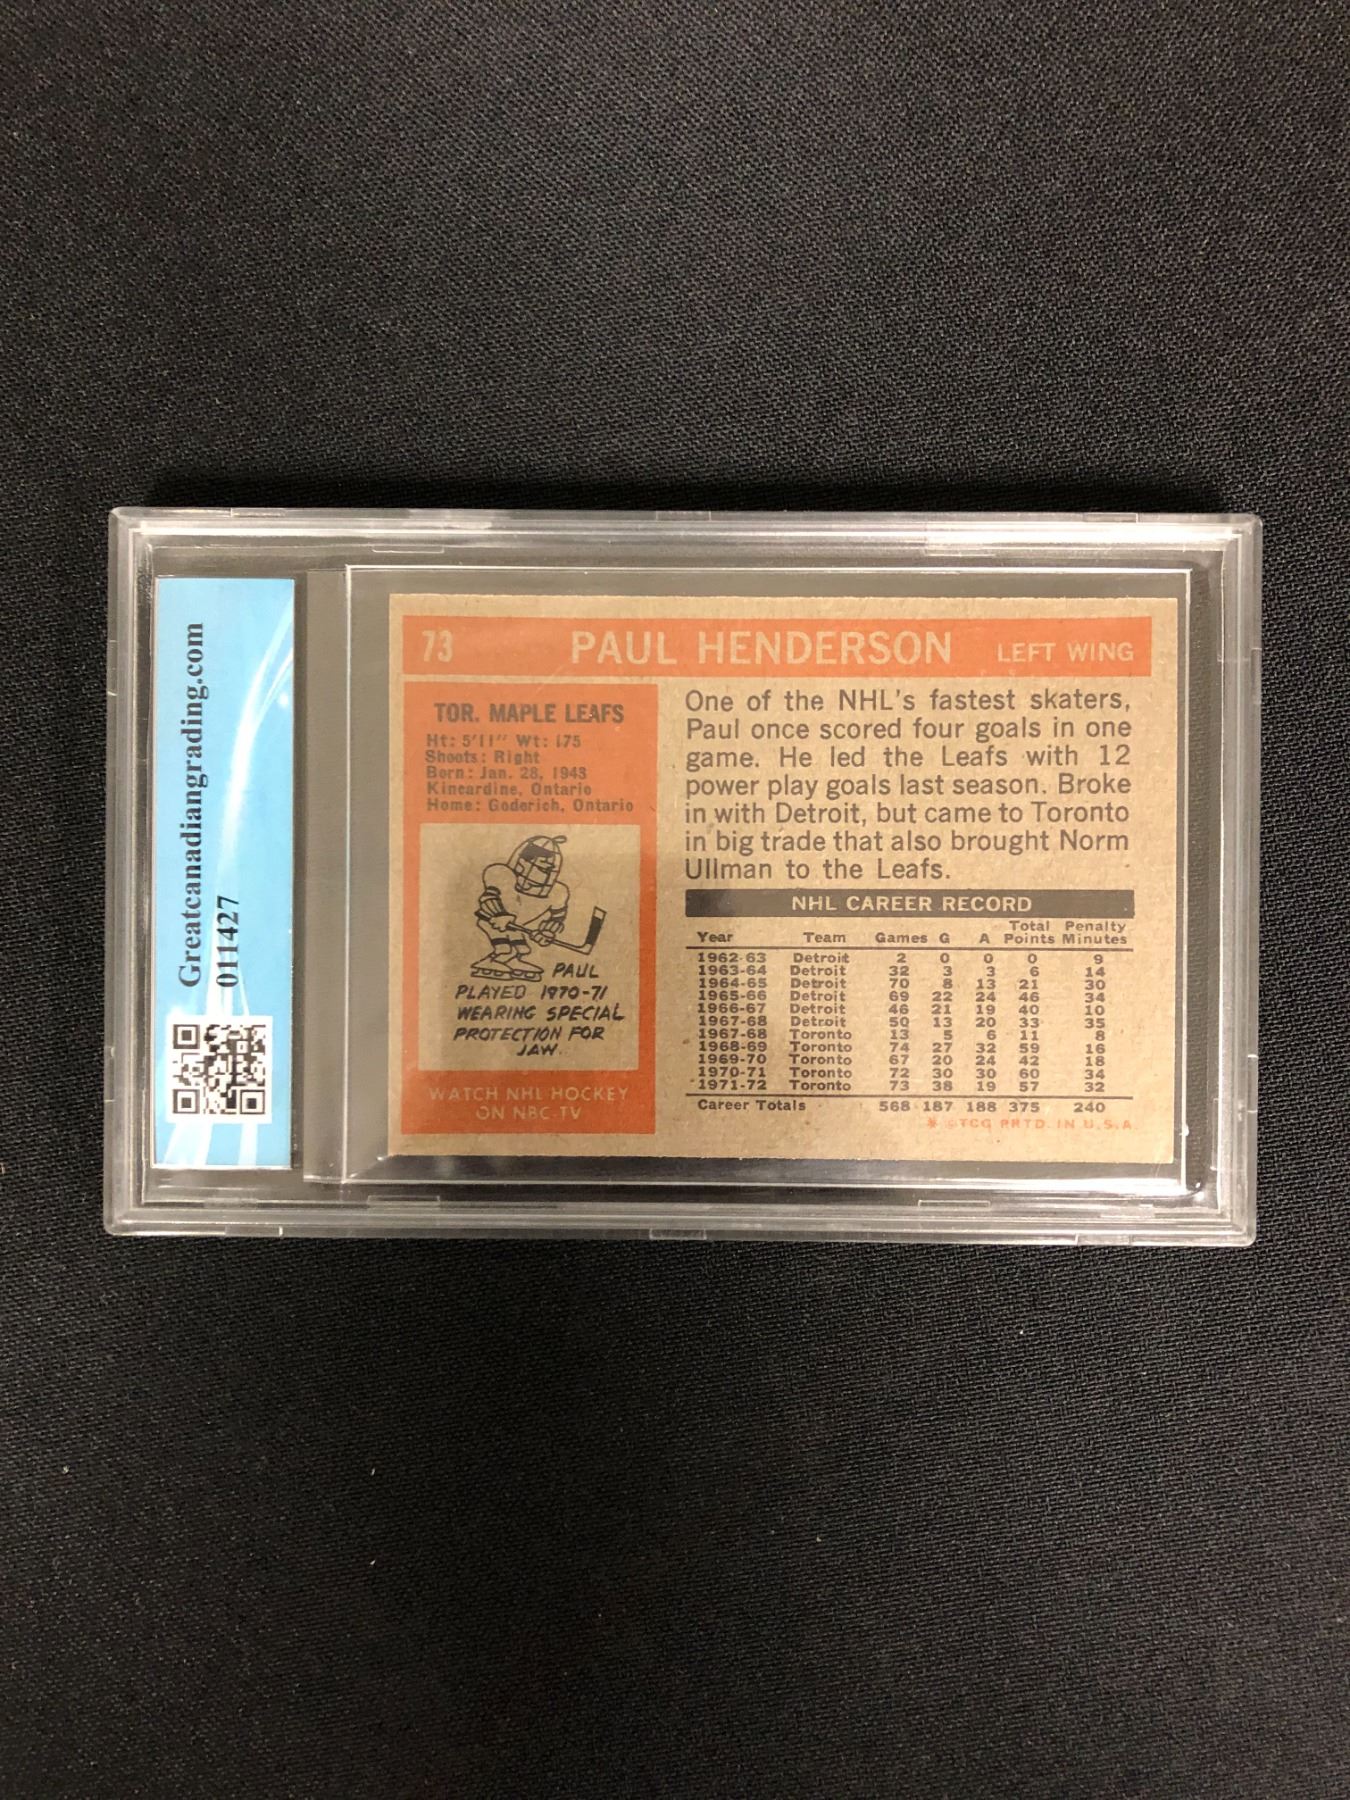 Greatcanadiangrading.com
011427
73 PAUL HENDERSON LEFT WING
TOR. MAPLE LEAFS
Ht: 5'11" Wt: 175
Shoots: Right
Born: Jan. 28, 1943
Kincardine, Ontario
Home: Goderich, Ontario
PAUL
PLAYED 1970-71
WEARING SPECIAL
PROTECTION FOR
JAW.
WATCH NHL HOCKEY
ON NBC-TV
One of the NHL's fastest skaters,
Paul once scored four goals in one
game. He led the Leafs with 12
power play goals last season. Broke
in with Detroit, but came to Toronto
in big trade that also brought Norm
Ullman to the Leafs.
NHL CAREER RECORD
Year Team Games G A Total Points Penalty Minutes
1962-63 Detroit 2 0 0 0 9
1963-64 Detroit 32 3 3 6 14
1964-65 Detroit 70 8 13 21 30
1965-66 Detroit 69 22 24 46 34
1966-67 Detroit 46 21 19 40 10
1967-68 Detroit 50 13 20 33 35
1967-68 Toronto 13 5 6 11 8
1968-69 Toronto 74 27 32 59 16
1969-70 Toronto 67 20 24 42 18
1970-71 Toronto 72 30 30 60 34
1971-72 Toronto 73 38 19 57 32
Career Totals 568 187 188 375 240
* ©TCG PRTD. IN U.S.A.